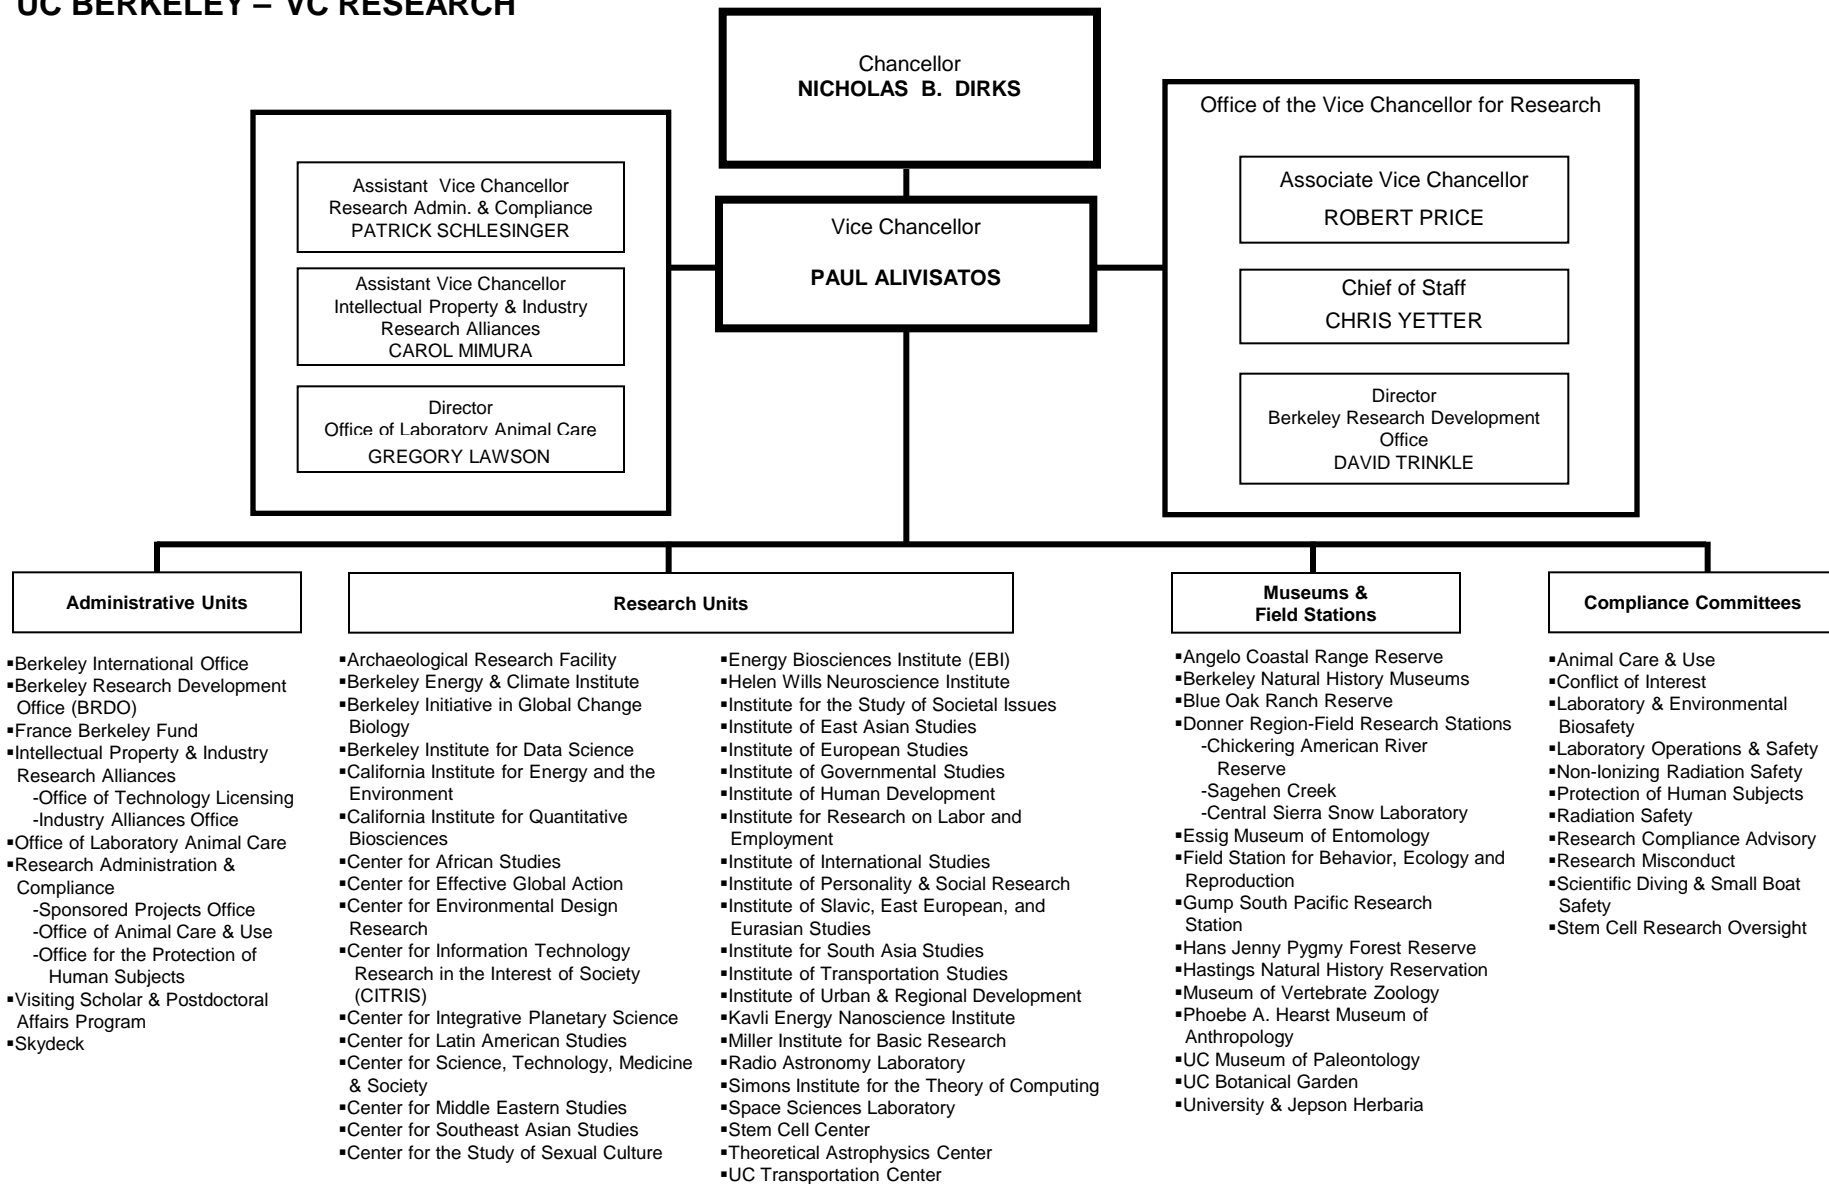 UC BERKELEY – VC RESEARCH
Chancellor
NICHOLAS B. DIRKS
Assistant Vice Chancellor
Research Admin. & Compliance
PATRICK SCHLESINGER
Assistant Vice Chancellor
Intellectual Property & Industry
Research Alliances
CAROL MIMURA
Director
Office of Laboratory Animal Care
GREGORY LAWSON
Vice Chancellor
PAUL ALIVISATOS
Office of the Vice Chancellor for Research
Associate Vice Chancellor
ROBERT PRICE
Chief of Staff
CHRIS YETTER
Director
Berkeley Research Development
Office
DAVID TRINKLE
Administrative Units
▪Berkeley International Office
▪Berkeley Research Development
Office (BRDO)
▪France Berkeley Fund
▪Intellectual Property & Industry
Research Alliances
-Office of Technology Licensing
-Industry Alliances Office
▪Office of Laboratory Animal Care
▪Research Administration &
Compliance
-Sponsored Projects Office
-Office of Animal Care & Use
-Office for the Protection of
Human Subjects
▪Visiting Scholar & Postdoctoral
Affairs Program
▪Skydeck
Research Units
▪Archaeological Research Facility
▪Berkeley Energy & Climate Institute
▪Berkeley Initiative in Global Change
Biology
▪Berkeley Institute for Data Science
▪California Institute for Energy and the
Environment
▪California Institute for Quantitative
Biosciences
▪Center for African Studies
▪Center for Effective Global Action
▪Center for Environmental Design
Research
▪Center for Information Technology
Research in the Interest of Society
(CITRIS)
▪Center for Integrative Planetary Science
▪Center for Latin American Studies
▪Center for Science, Technology, Medicine
& Society
▪Center for Middle Eastern Studies
▪Center for Southeast Asian Studies
▪Center for the Study of Sexual Culture
▪Energy Biosciences Institute (EBI)
▪Helen Wills Neuroscience Institute
▪Institute for the Study of Societal Issues
▪Institute of East Asian Studies
▪Institute of European Studies
▪Institute of Governmental Studies
▪Institute of Human Development
▪Institute for Research on Labor and
Employment
▪Institute of International Studies
▪Institute of Personality & Social Research
▪Institute of Slavic, East European, and
Eurasian Studies
▪Institute for South Asia Studies
▪Institute of Transportation Studies
▪Institute of Urban & Regional Development
▪Kavli Energy Nanoscience Institute
▪Miller Institute for Basic Research
▪Radio Astronomy Laboratory
▪Simons Institute for the Theory of Computing
▪Space Sciences Laboratory
▪Stem Cell Center
▪Theoretical Astrophysics Center
▪UC Transportation Center
Museums &
Field Stations
▪Angelo Coastal Range Reserve
▪Berkeley Natural History Museums
▪Blue Oak Ranch Reserve
▪Donner Region-Field Research Stations
-Chickering American River
Reserve
-Sagehen Creek
-Central Sierra Snow Laboratory
▪Essig Museum of Entomology
▪Field Station for Behavior, Ecology and
Reproduction
▪Gump South Pacific Research
Station
▪Hans Jenny Pygmy Forest Reserve
▪Hastings Natural History Reservation
▪Museum of Vertebrate Zoology
▪Phoebe A. Hearst Museum of
Anthropology
▪UC Museum of Paleontology
▪UC Botanical Garden
▪University & Jepson Herbaria
Compliance Committees
▪Animal Care & Use
▪Conflict of Interest
▪Laboratory & Environmental
Biosafety
▪Laboratory Operations & Safety
▪Non-Ionizing Radiation Safety
▪Protection of Human Subjects
▪Radiation Safety
▪Research Compliance Advisory
▪Research Misconduct
▪Scientific Diving & Small Boat
Safety
▪Stem Cell Research Oversight